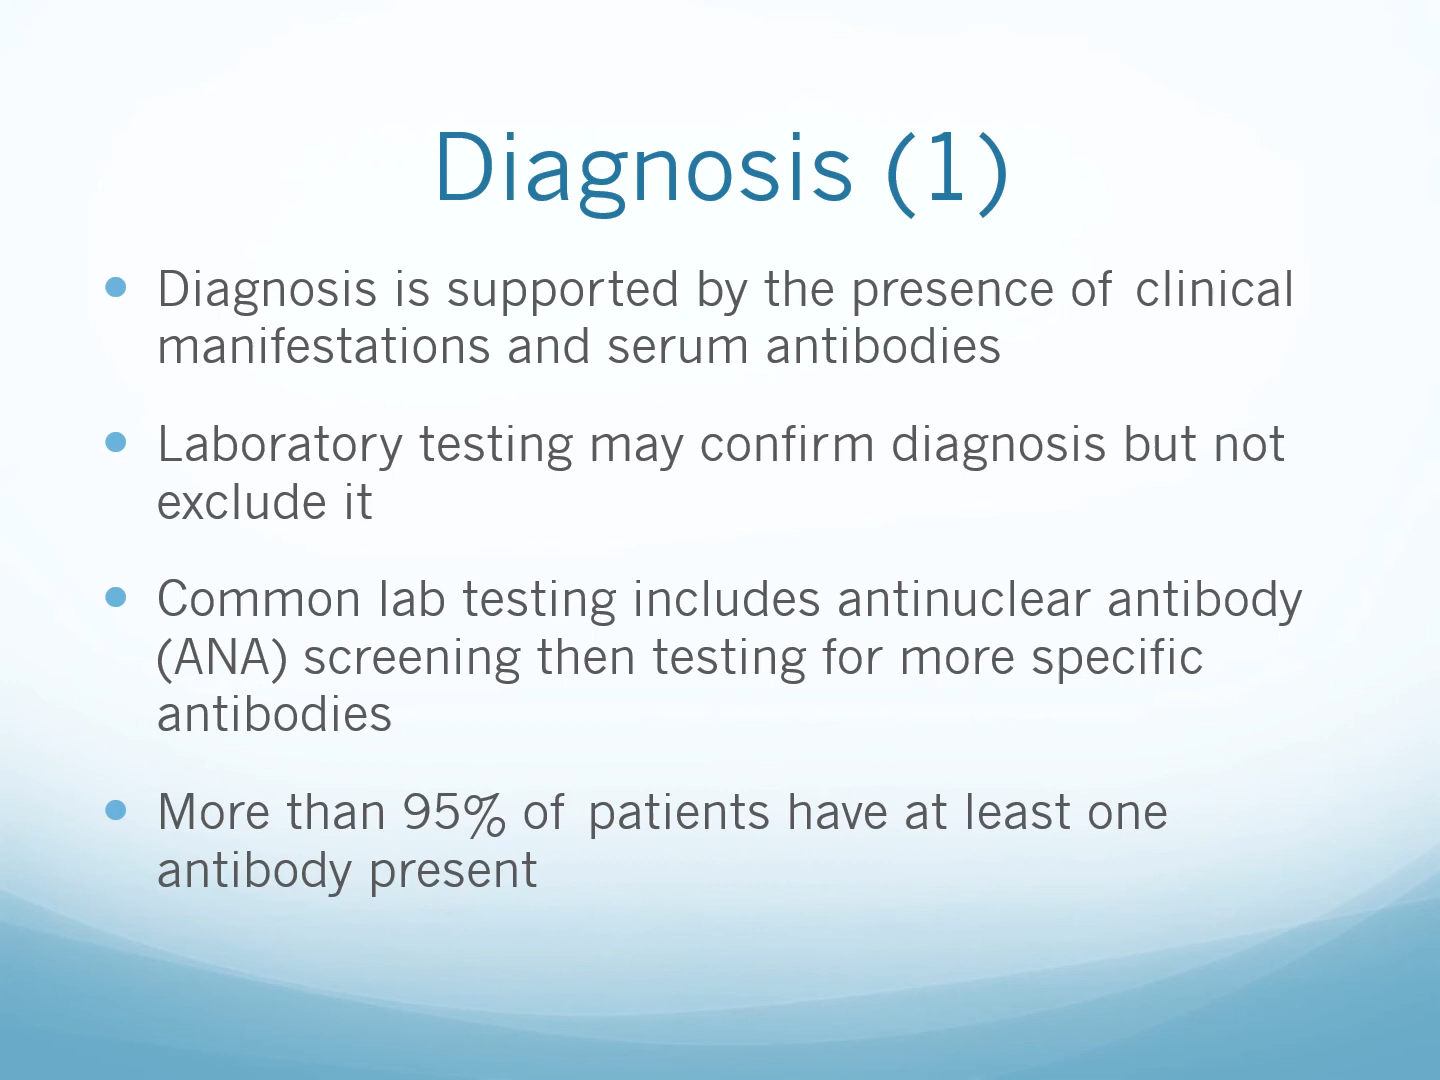 Diagnosis (1)
• Diagnosis is supported by the presence of clinical
manifestations and serum antibodies
• Laboratory testing may confirm diagnosis but not
exclude it
• Common lab testing includes antinuclear antibody
(ANA) screening then testing for more specific
antibodies
• More than 95% of patients have at least one
antibody present